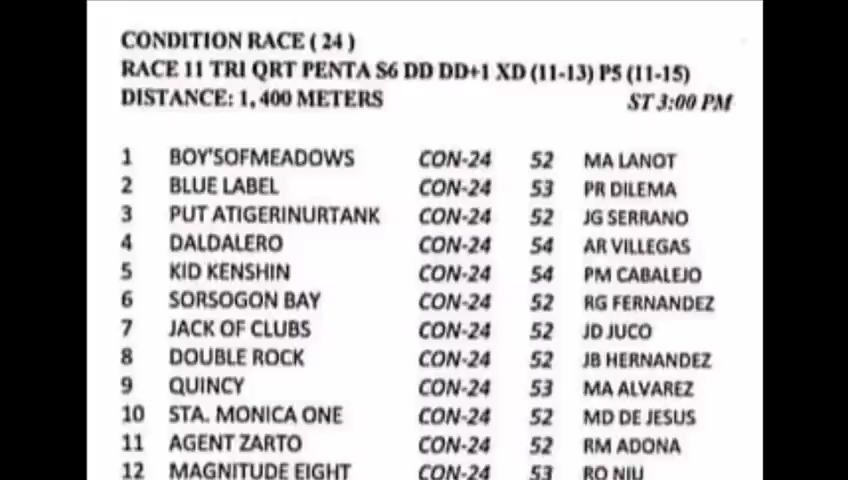 CONDITION RACE ( 24 )
RACE 11 TRI QRT PENTA S6 DD DD+1 XD (11-13) P5 (11-15)
DISTANCE: 1, 400 METERS ST 3:00 PM
1 BOY'SOFMEADOWS CON-24 52 MA LANOT
2 BLUE LABEL CON-24 53 PR DILEMA
3 PUT ATIGERINURTANK CON-24 52 JG SERRANO
4 DALDALERO CON-24 54 AR VILLEGAS
5 KID KENSHIN CON-24 54 PM CABALEJO
6 SORSOGON BAY CON-24 52 RG FERNANDEZ
7 JACK OF CLUBS CON-24 52 JD JUCO
8 DOUBLE ROCK CON-24 52 JB HERNANDEZ
9 QUINCY CON-24 53 MA ALVAREZ
10 STA. MONICA ONE CON-24 52 MD DE JESUS
11 AGENT ZARTO CON-24 52 RM ADONA
12 MAGNITUDE EIGHT CON-24 53 RO NIU